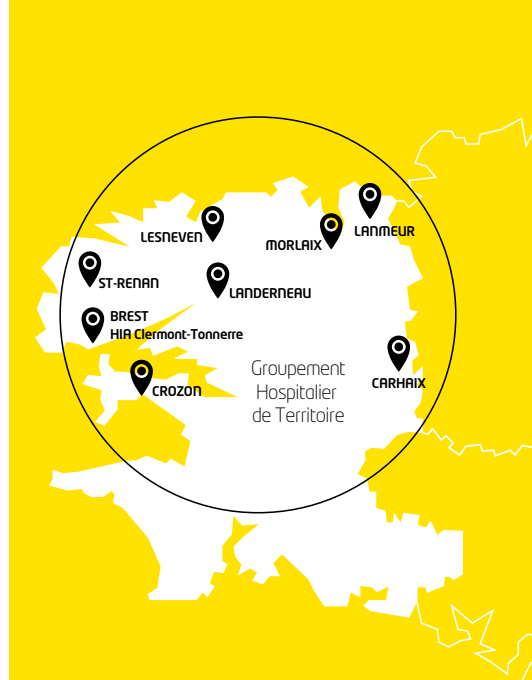 LANMEUR
LESNEVEN
MORLAIX
ST-RENAN
LANDERNEAU
BREST
HIA Clermont-Tonnerre
Groupement
Hospitalier
de Territoire
CROZON
CARHAIX